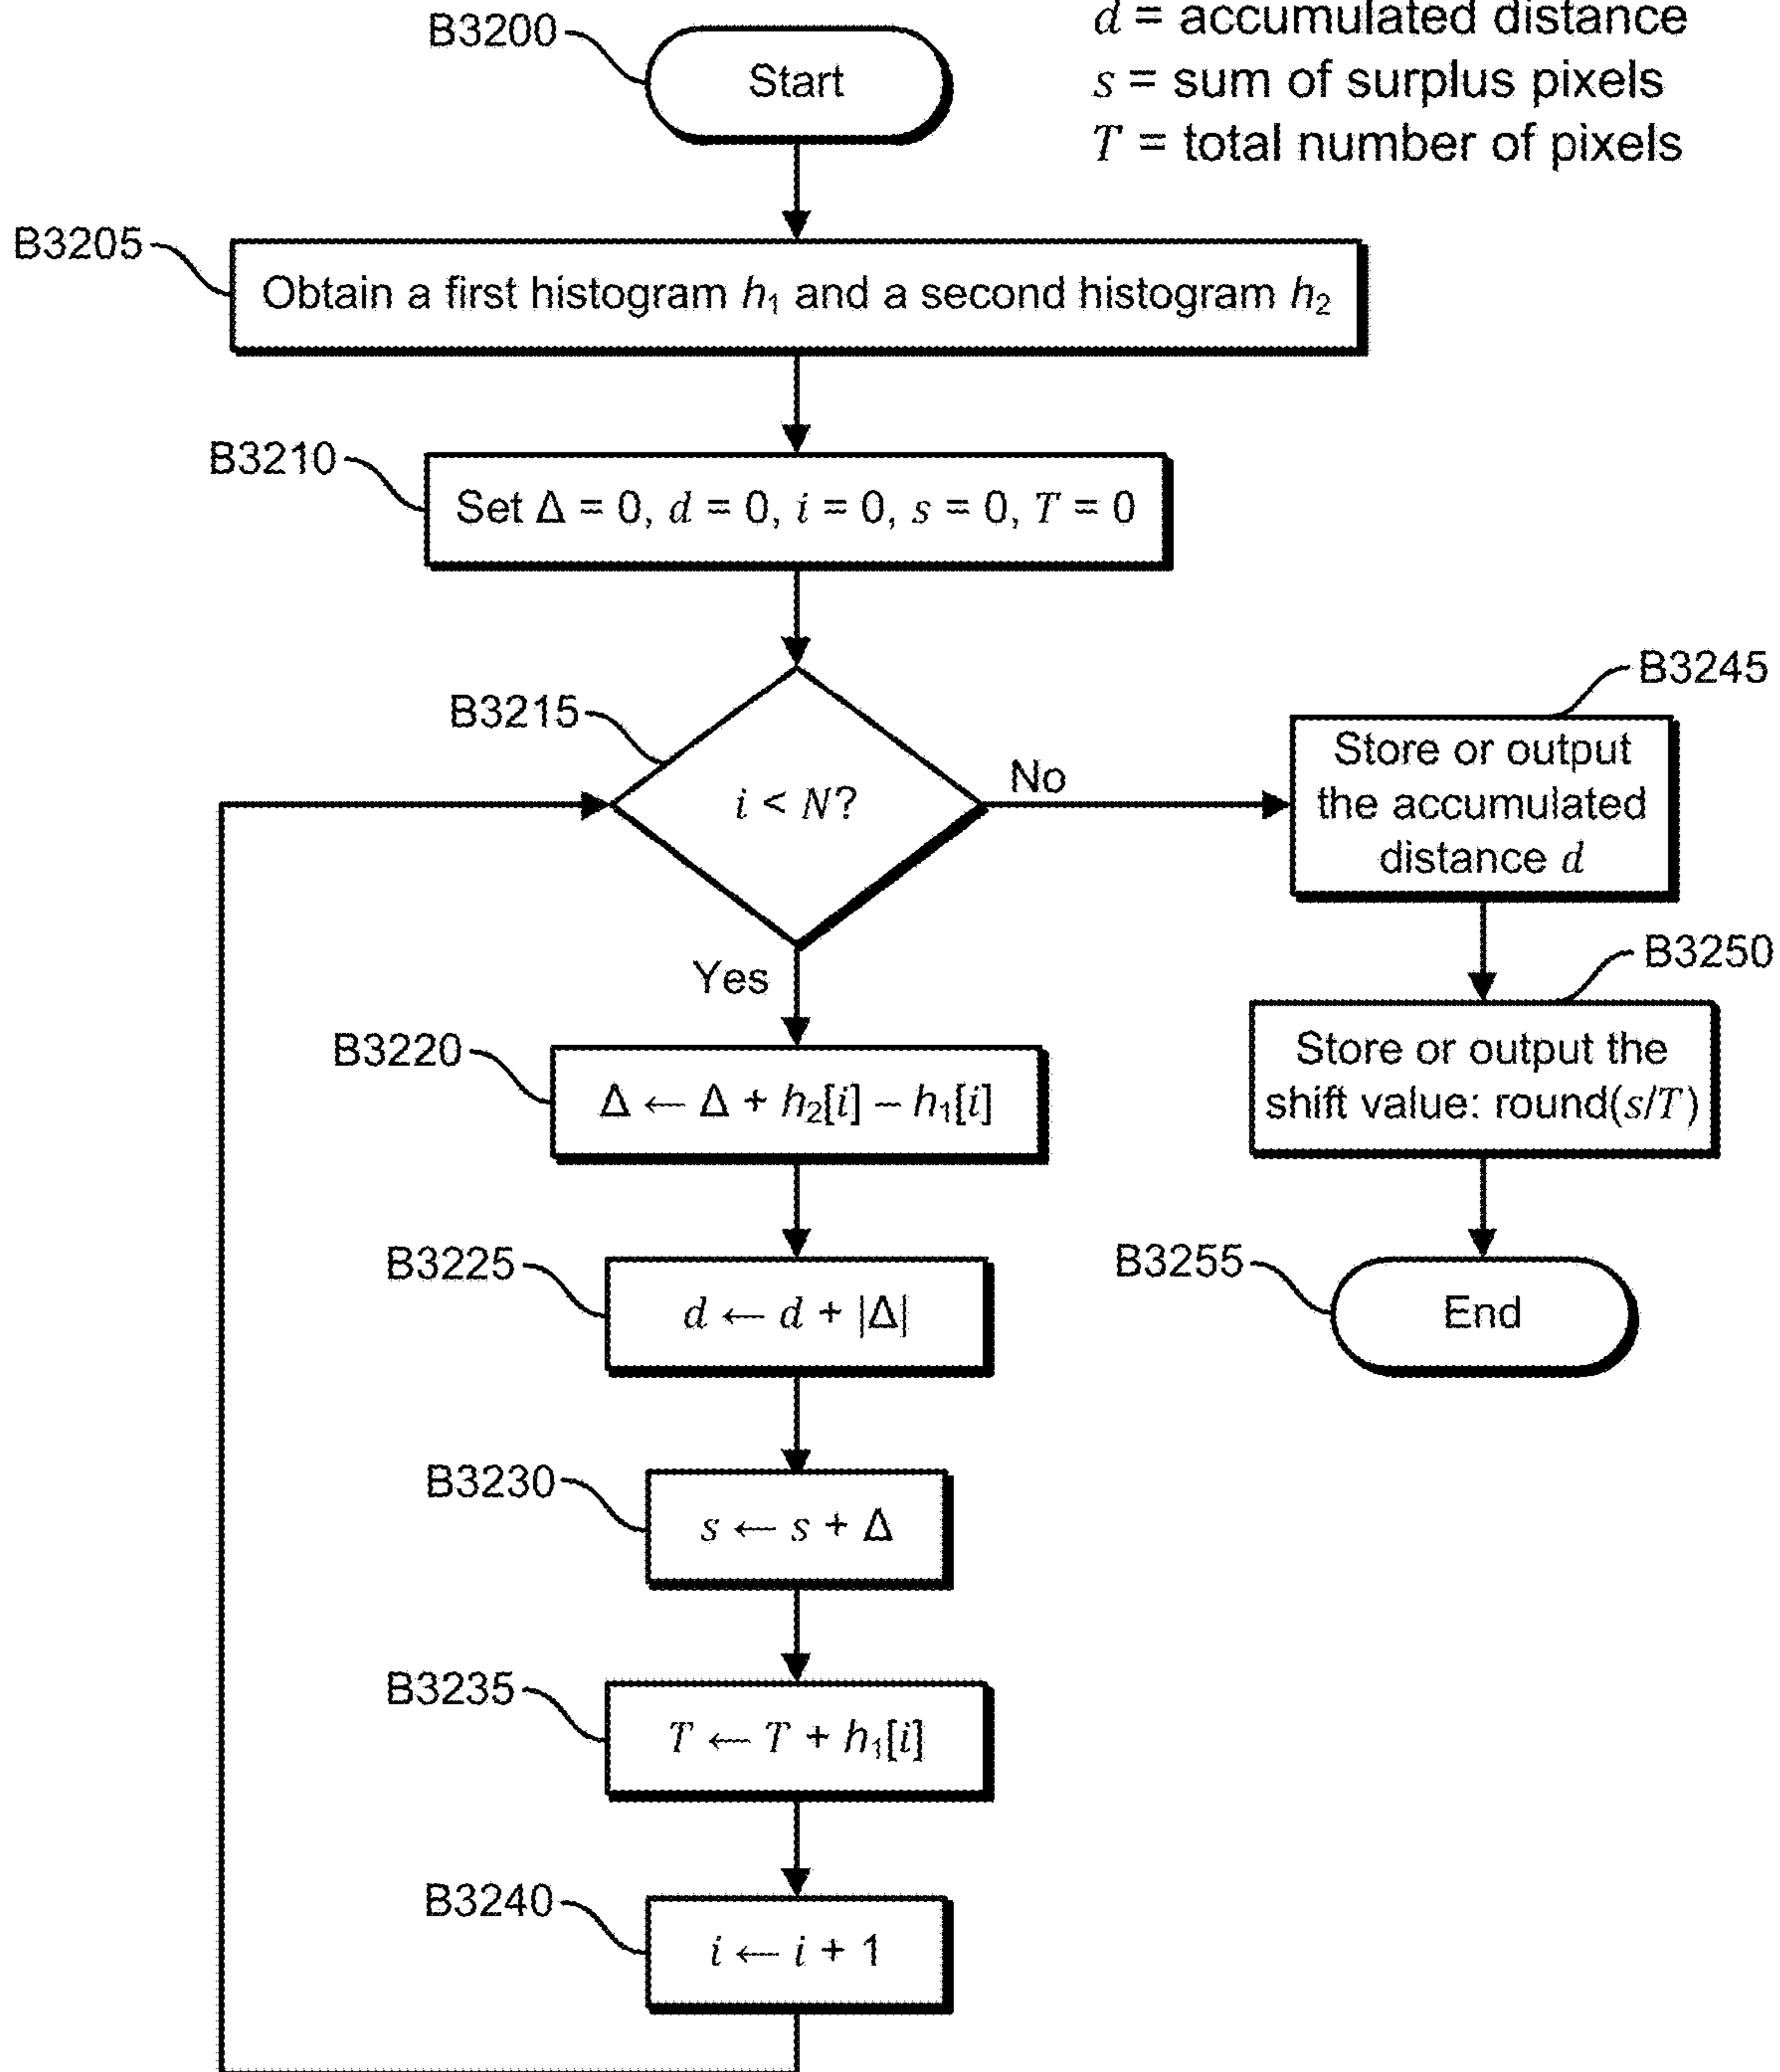 d = accumulated distance
s = sum of surplus pixels
T = total number of pixels
B3200
Start
B3205
Obtain a first histogram h₁ and a second histogram h₂
B3210
Set Δ = 0, d = 0, i = 0, s = 0, T = 0
B3215
i < N?
No
Yes
B3220
Δ ← Δ + h₂[i] – h₁[i]
B3225
d ← d + |Δ|
B3230
s ← s + Δ
B3235
T ← T + h₁[i]
B3240
i ← i + 1
B3245
Store or output
the accumulated
distance d
B3250
Store or output the
shift value: round(s/T)
B3255
End